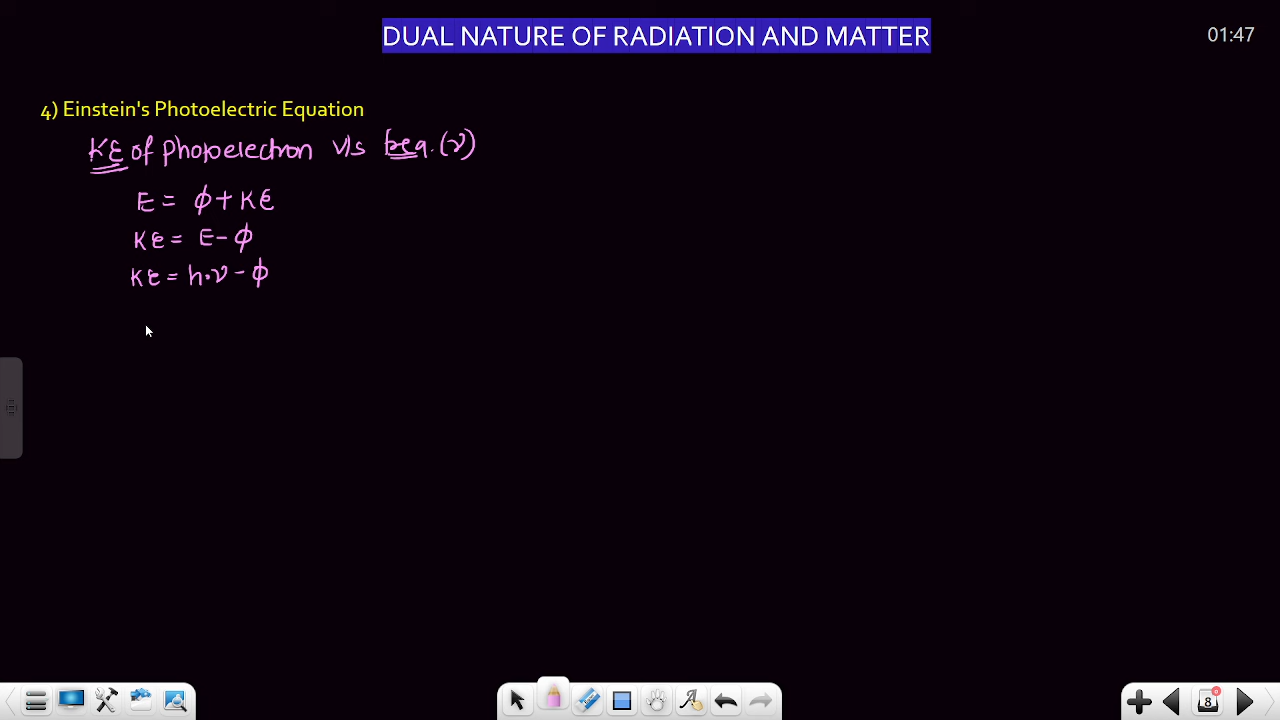 DUAL NATURE OF RADIATION AND MATTER
01:47
4) Einstein's Photoelectric Equation
KE of photoelectron v/s freq. (ν)
E = ϕ + KE
KE = E - ϕ
KE = h.ν - ϕ
8